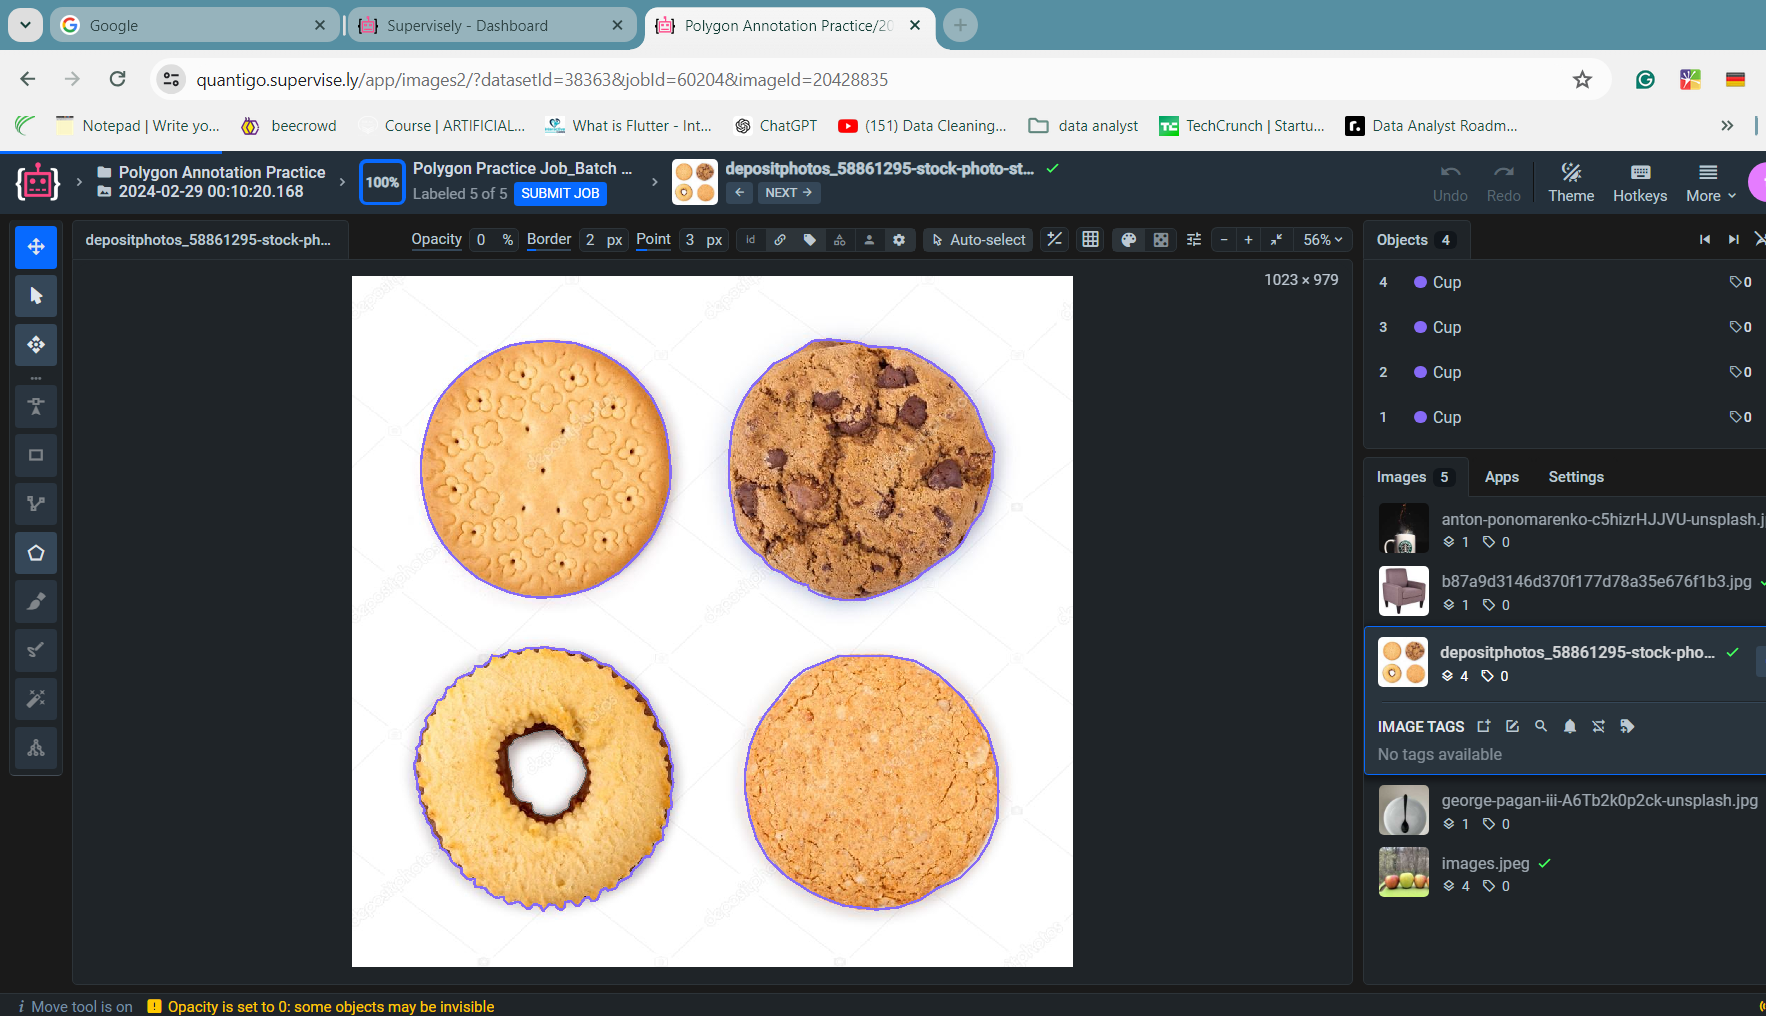 Google
Supervisely - Dashboard
Polygon Annotation Practice/20
quantigo.supervise.ly/app/images2/?datasetId=38363&jobId=60204&imageId=20428835
Notepad | Write yo...
beecrowd
Course | ARTIFICIAL...
What is Flutter - Int...
ChatGPT
(151) Data Cleaning...
data analyst
TechCrunch | Startu...
Data Analyst Roadm...
Polygon Annotation Practice
2024-02-29 00:10:20.168
100%
Polygon Practice Job_Batch ...
Labeled 5 of 5 SUBMIT JOB
depositphotos_58861295-stock-photo-st...
NEXT
Undo
Redo
Theme
Hotkeys
More
depositphotos_58861295-stock-ph...
Opacity 0 % Border 2 px Point 3 px
Id
Auto-select
56%
1023 × 979
Objects 4
4 Cup 0
3 Cup 0
2 Cup 0
1 Cup 0
Images 5
Apps
Settings
anton-ponomarenko-c5hizrHJJVU-unsplash.j
1 0
b87a9d3146d370f177d78a35e676f1b3.jpg
1 0
depositphotos_58861295-stock-pho...
4 0
IMAGE TAGS
No tags available
george-pagan-iii-A6Tb2k0p2ck-unsplash.jpg
1 0
images.jpeg
4 0
i Move tool is on
Opacity is set to 0: some objects may be invisible